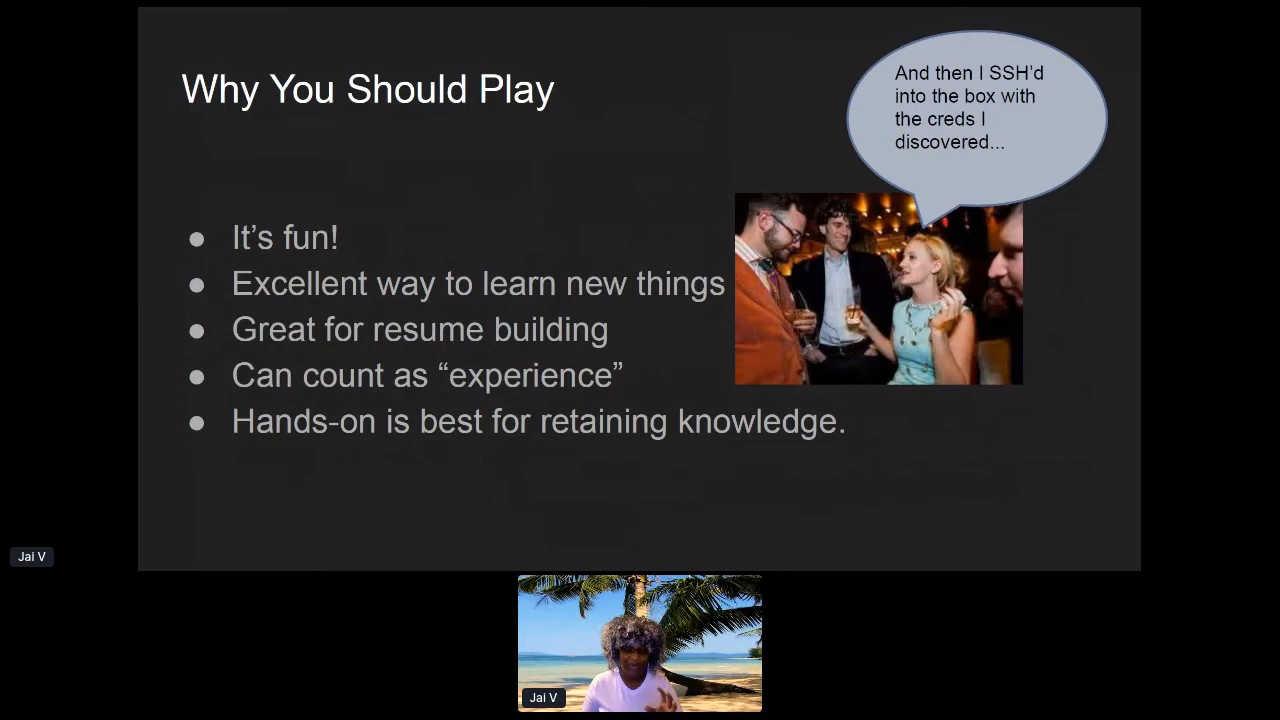 Why You Should Play
And then I SSH’d
into the box with
the creds I
discovered...
● It’s fun!
● Excellent way to learn new things
● Great for resume building
● Can count as “experience”
● Hands-on is best for retaining knowledge.
Jai V
Jai V